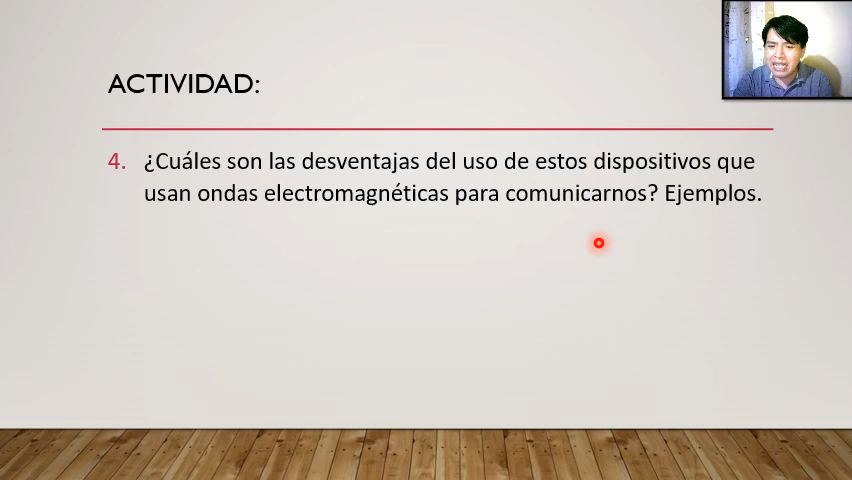 ACTIVIDAD:
4. ¿Cuáles son las desventajas del uso de estos dispositivos que
usan ondas electromagnéticas para comunicarnos? Ejemplos.